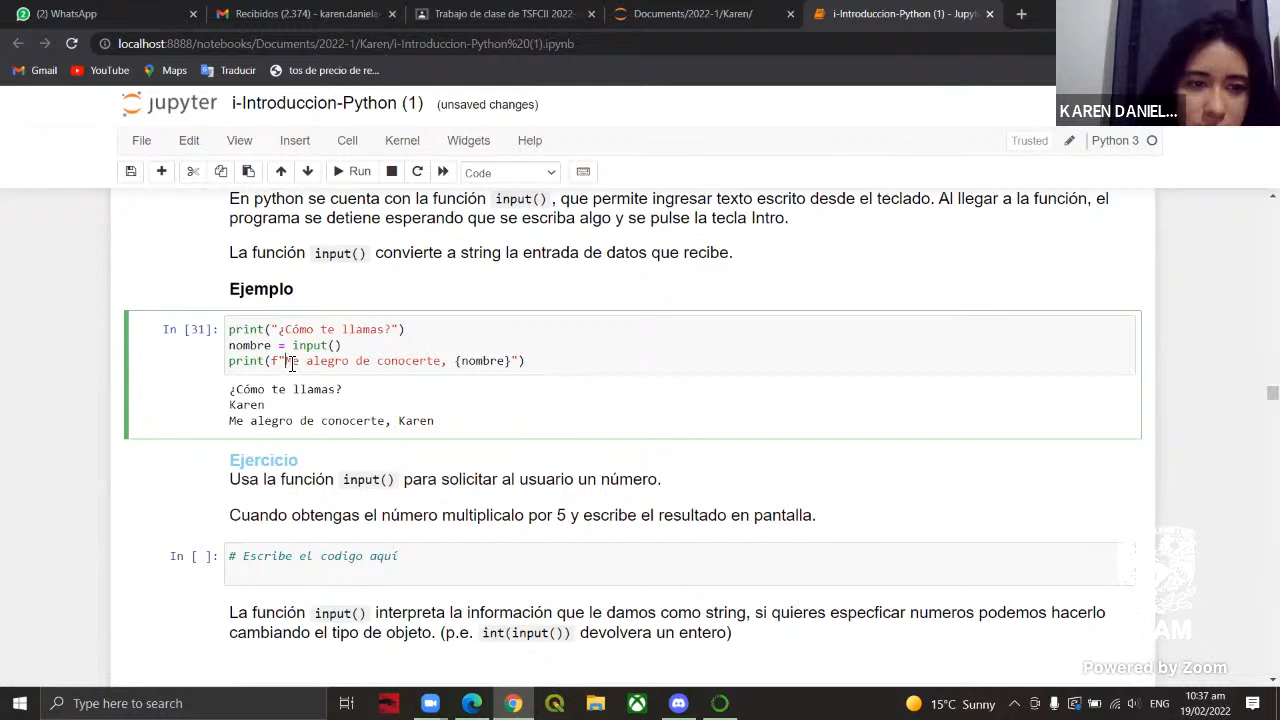 (2) WhatsApp
Recibidos (2.374) - karen.daniela
Trabajo de clase de TSFCII 2022-
Documents/2022-1/Karen/
i-Introduccion-Python (1) - Jupyt
localhost:8888/notebooks/Documents/2022-1/Karen/i-Introduccion-Python%20(1).ipynb
Gmail YouTube Maps Traducir tos de precio de re...
KAREN DANIEL...
jupyter i-Introduccion-Python (1) (unsaved changes)
File Edit View Insert Cell Kernel Widgets Help Trusted Python 3
Run Code
En python se cuenta con la función input(), que permite ingresar texto escrito desde el teclado. Al llegar a la función, el
programa se detiene esperando que se escriba algo y se pulse la tecla Intro.
La función input() convierte a string la entrada de datos que recibe.
Ejemplo
In [31]: print("¿Cómo te llamas?")
nombre = input()
print(f"Me alegro de conocerte, {nombre}")
¿Cómo te llamas?
Karen
Me alegro de conocerte, Karen
Ejercicio
Usa la función input() para solicitar al usuario un número.
Cuando obtengas el número multiplicalo por 5 y escribe el resultado en pantalla.
In [ ]: # Escribe el codigo aquí
La función input() interpreta la información que le damos como string, si quieres especficar numeros podemos hacerlo
cambiando el tipo de objeto. (p.e. int(input()) devolvera un entero)
Powered by Zoom
Type here to search
15°C Sunny
ENG
10:37 am
19/02/2022